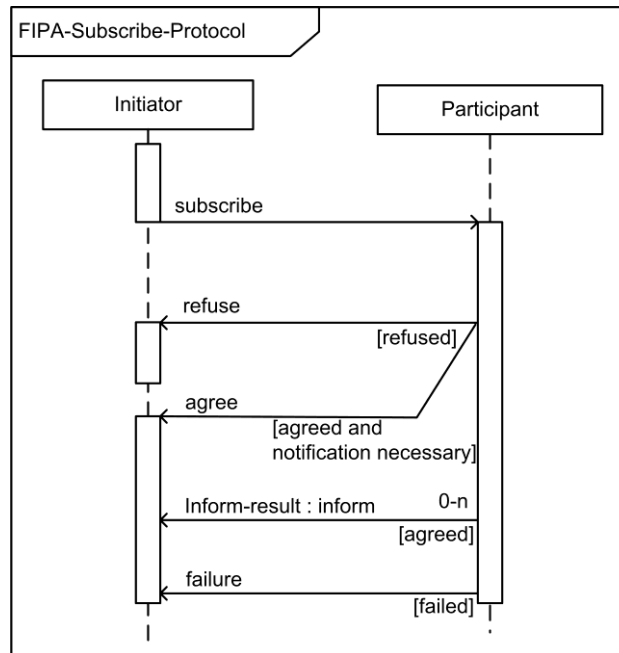 FIPA-Subscribe-Protocol
Initiator
Participant
subscribe
refuse
[refused]
agree
[agreed and
notification necessary]
Inform-result : inform
0-n
[agreed]
failure
[failed]